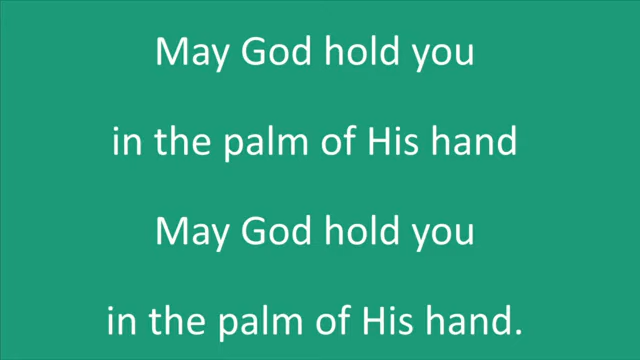 May God hold you
in the palm of His hand
May God hold you
in the palm of His hand.